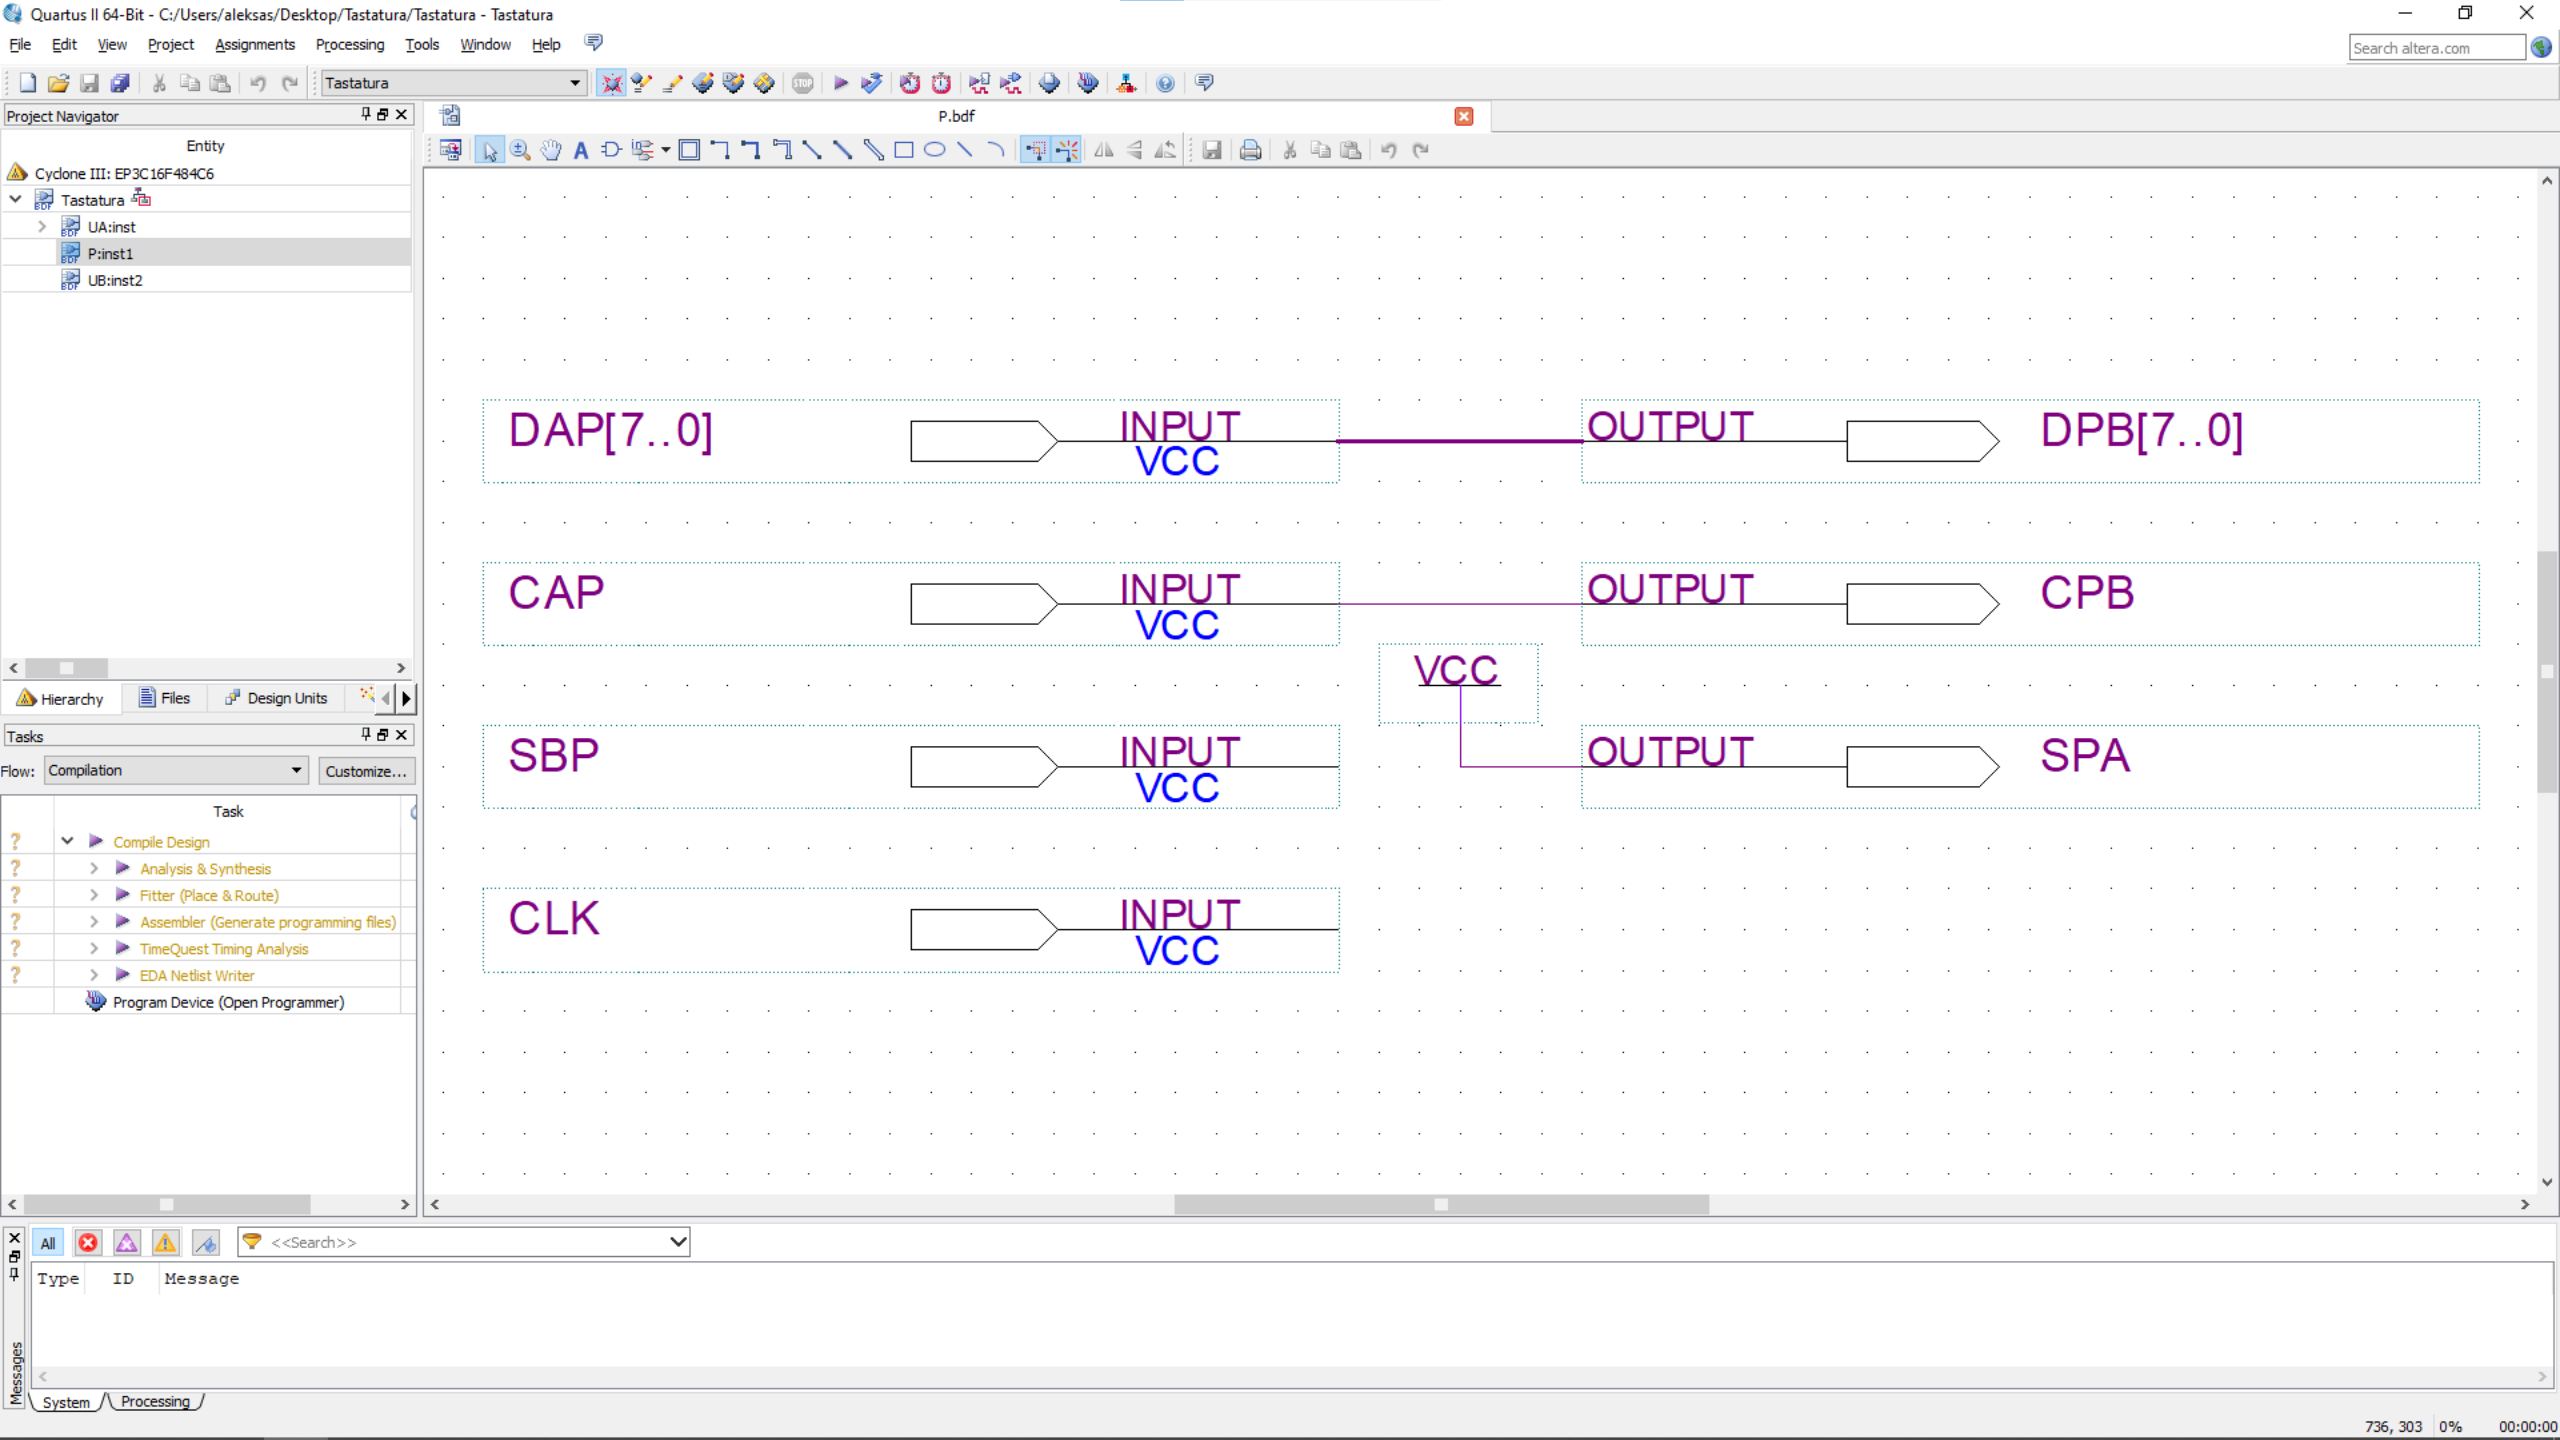 Quartus II 64-Bit - C:/Users/aleksas/Desktop/Tastatura/Tastatura - Tastatura
File Edit View Project Assignments Processing Tools Window Help
Search altera.com
Tastatura
STOP
Project Navigator
P.bdf
Entity
Cyclone III: EP3C16F484C6
Tastatura
UA:inst
P:inst1
UB:inst2
DAP[7..0] INPUT VCC OUTPUT DPB[7..0]
CAP INPUT VCC OUTPUT CPB
VCC
SBP INPUT VCC OUTPUT SPA
CLK INPUT VCC
Hierarchy Files Design Units
Tasks
Flow: Compilation Customize...
Task
Compile Design
Analysis & Synthesis
Fitter (Place & Route)
Assembler (Generate programming files)
TimeQuest Timing Analysis
EDA Netlist Writer
Program Device (Open Programmer)
All <<Search>>
Type ID Message
Messages
System Processing
736, 303 0% 00:00:00